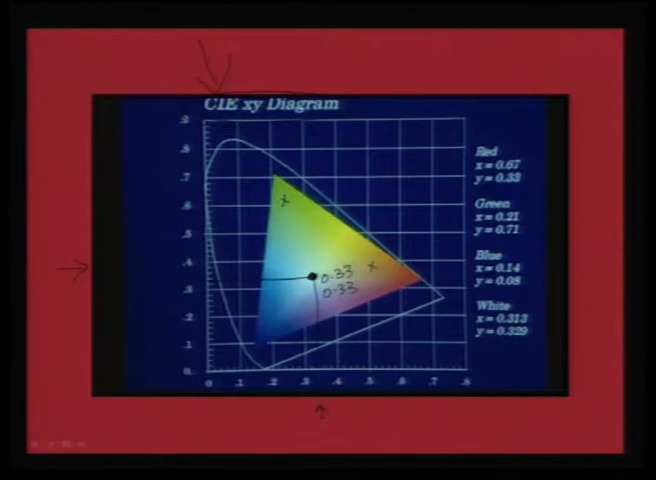 CIE xy Diagram
.9
.8
.7
.6
.5
.4
.3
.2
.1
0.
0 .1 .2 .3 .4 .5 .6 .7 .8
Red
x = 0.67
y = 0.33
Green
x = 0.21
y = 0.71
Blue
x = 0.14
y = 0.08
White
x = 0.313
y = 0.329
x
x
0.33
0.33